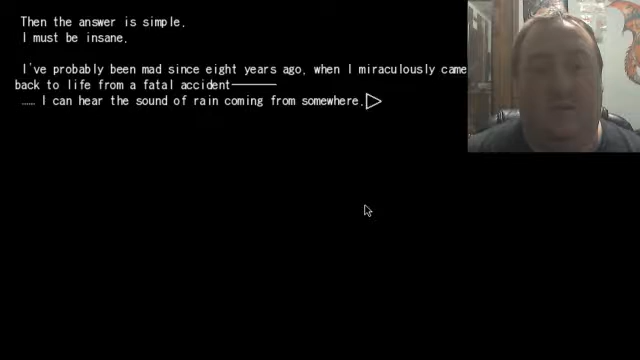 Then the answer is simple.
I must be insane.
I've probably been mad since eight years ago, when I miraculously came
back to life from a fatal accident―――
…… I can hear the sound of rain coming from somewhere.